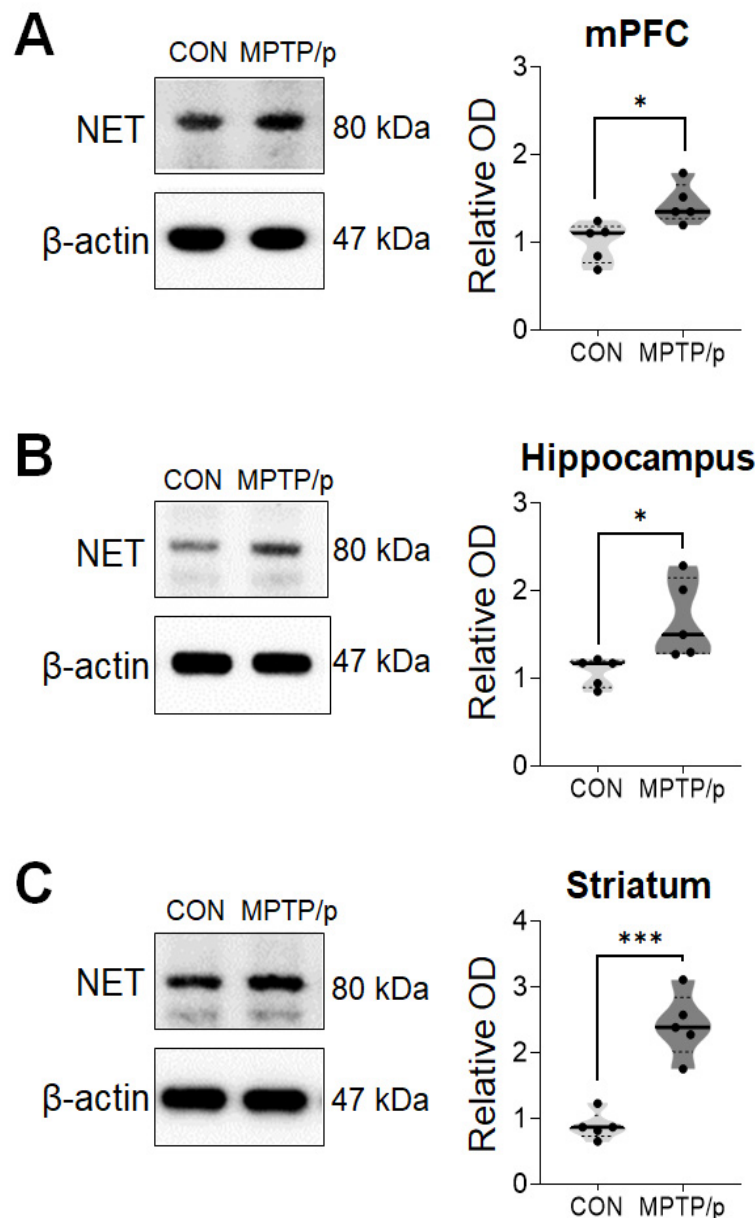 A
CON MPTP/p
NET
80 kDa
β-actin
47 kDa
mPFC
3
*
2
1
0
Relative OD
CON MPTP/p
B
CON MPTP/p
NET
80 kDa
β-actin
47 kDa
Hippocampus
3
*
2
1
0
Relative OD
CON MPTP/p
C
CON MPTP/p
NET
80 kDa
β-actin
47 kDa
Striatum
4
***
3
2
1
0
Relative OD
CON MPTP/p